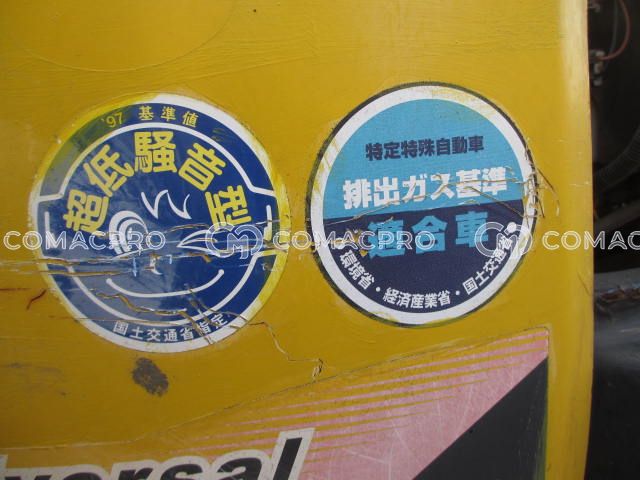 '97 基準値
超低騒音型
国土交通省指定
特定特殊自動車
排出ガス基準
適合車
環境省・経済産業省・国土交通省
COMACPRO COMACPRO COMACPRO
versal